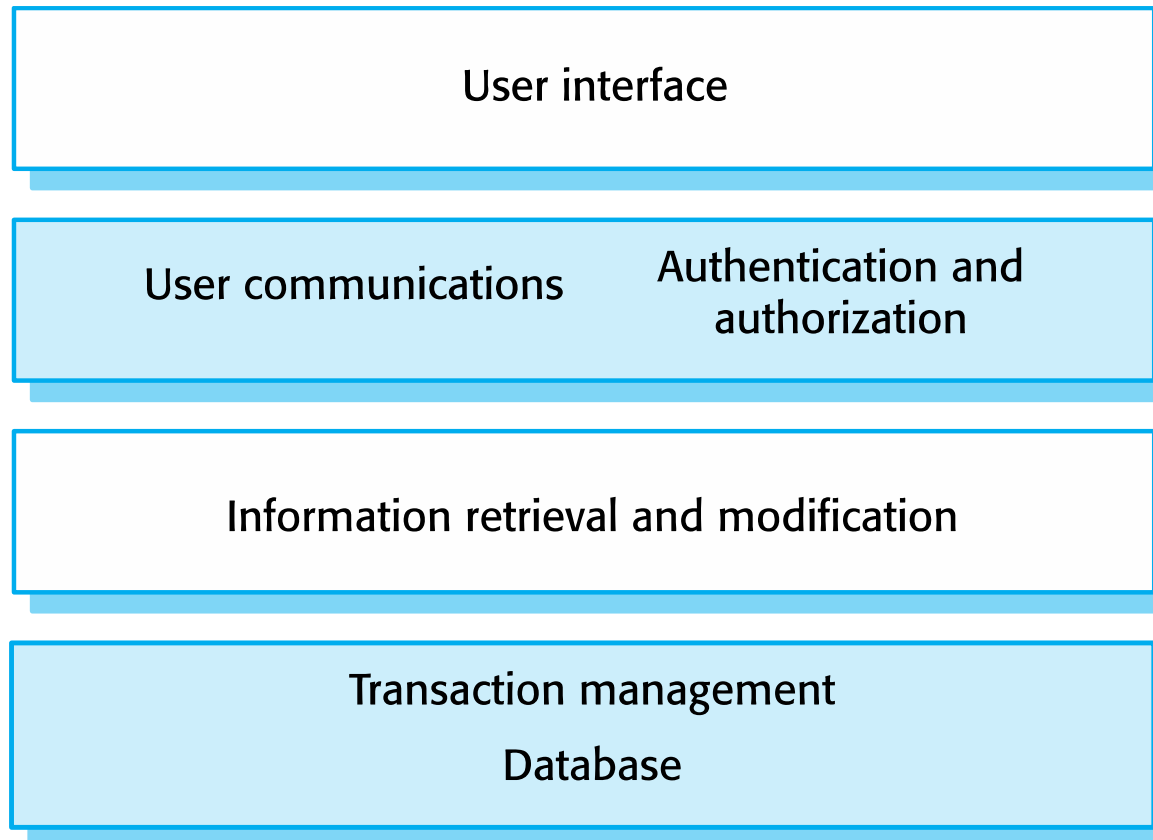 User interface
User communications
Authentication and
authorization
Information retrieval and modification
Transaction management
Database